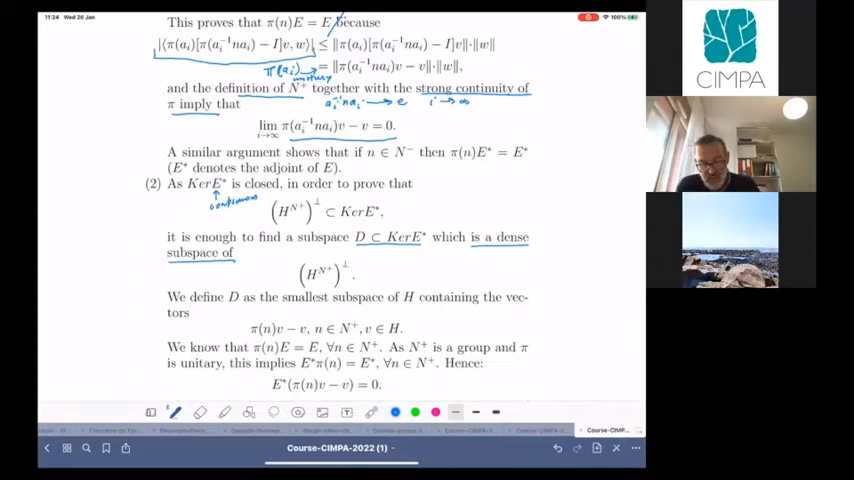 11:24 Wed 26 Jan
100%
This proves that π(n)E = E because
|⟨π(a_i)[π(a_i^{-1}na_i) − I]v, w⟩| ≤ ‖π(a_i)[π(a_i^{-1}na_i) − I]v‖·‖w‖
= ‖π(a_i^{-1}na_i)v − v‖·‖w‖,
π(a_i) → unitary
and the definition of N^+ together with the strong continuity of
a_i^{-1}na_i → e i → ∞
π imply that
lim_{i→∞} π(a_i^{-1}na_i)v − v = 0.
A similar argument shows that if n ∈ N^− then π(n)E* = E*
(E* denotes the adjoint of E).
(2) As KerE* is closed, in order to prove that
(H^{N^+})^⊥ ⊂ KerE*,
it is enough to find a subspace D ⊂ KerE* which is a dense
subspace of
(H^{N^+})^⊥.
We define D as the smallest subspace of H containing the vec-
tors
π(n)v − v, n ∈ N^+, v ∈ H.
We know that π(n)E = E, ∀n ∈ N^+. As N^+ is a group and π
is unitary, this implies E*π(n) = E*, ∀n ∈ N^+. Hence:
E*(π(n)v − v) = 0.
Course-CIMPA-2022 (1)
CIMPA